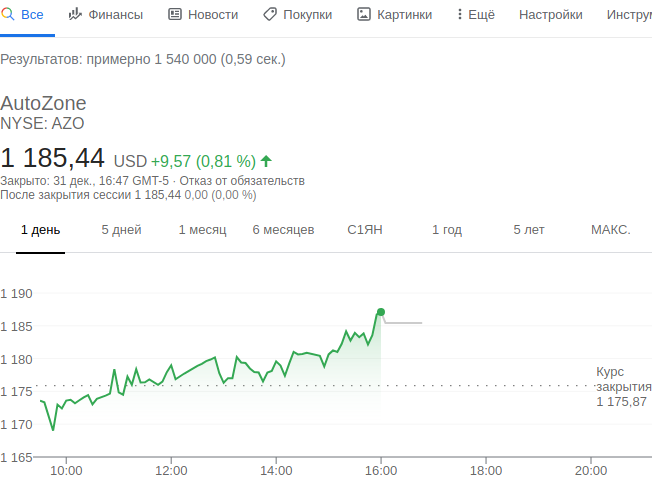 Все Финансы Новости Покупки Картинки Ещё Настройки Инструм
Результатов: примерно 1 540 000 (0,59 сек.)
AutoZone
NYSE: AZO
1 185,44 USD +9,57 (0,81 %)
Закрыто: 31 дек., 16:47 GMT-5 · Отказ от обязательств
После закрытия сессии 1 185,44 0,00 (0,00 %)
1 день 5 дней 1 месяц 6 месяцев С1ЯН 1 год 5 лет МАКС.
1 190
1 185
1 180
1 175
1 170
1 165
Курс
закрытия
1 175,87
10:00 12:00 14:00 16:00 18:00 20:00